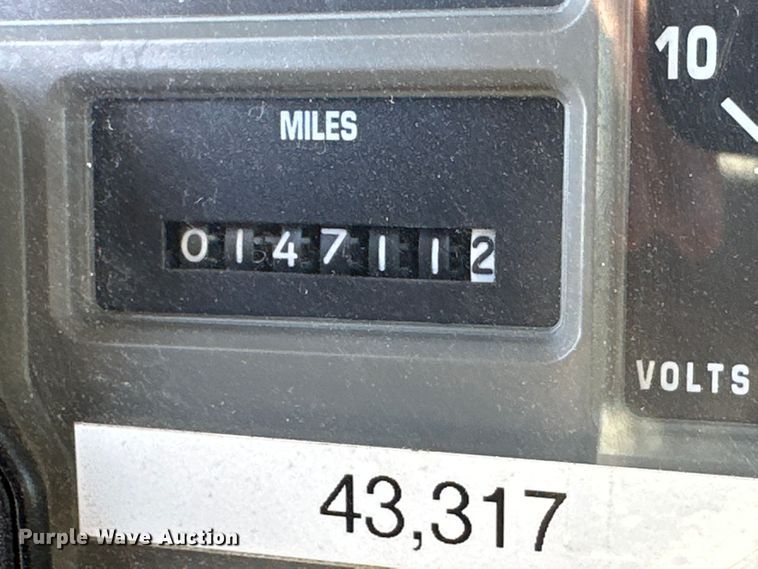 10
MILES
0147112
VOLTS
43,317
Purple Wave Auction